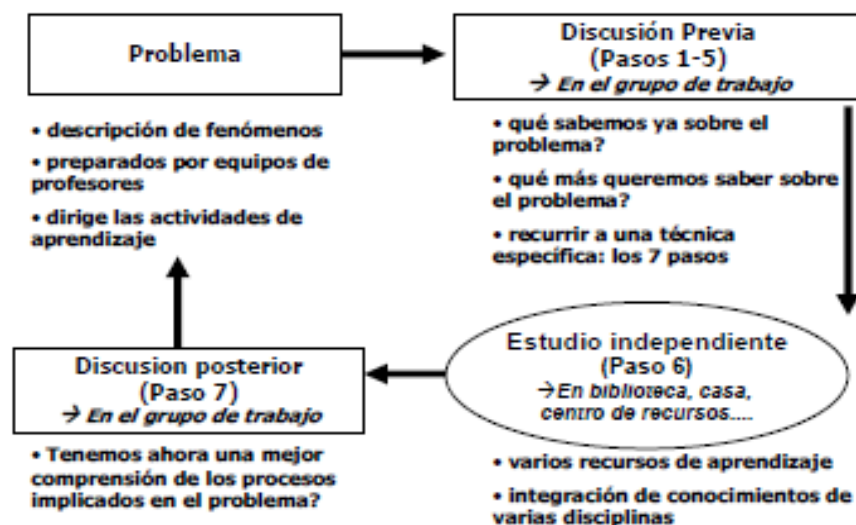 Problema
• descripción de fenómenos
• preparados por equipos de
profesores
• dirige las actividades de
aprendizaje
Discusión Previa
(Pasos 1-5)
→ En el grupo de trabajo
• qué sabemos ya sobre el
problema?
• qué más queremos saber sobre
el problema?
• recurrir a una técnica
específica: los 7 pasos
Estudio independiente
(Paso 6)
→En biblioteca, casa,
centro de recursos....
• varios recursos de aprendizaje
• integración de conocimientos de
varias disciplinas
Discusion posterior
(Paso 7)
→ En el grupo de trabajo
• Tenemos ahora una mejor
comprensión de los procesos
implicados en el problema?